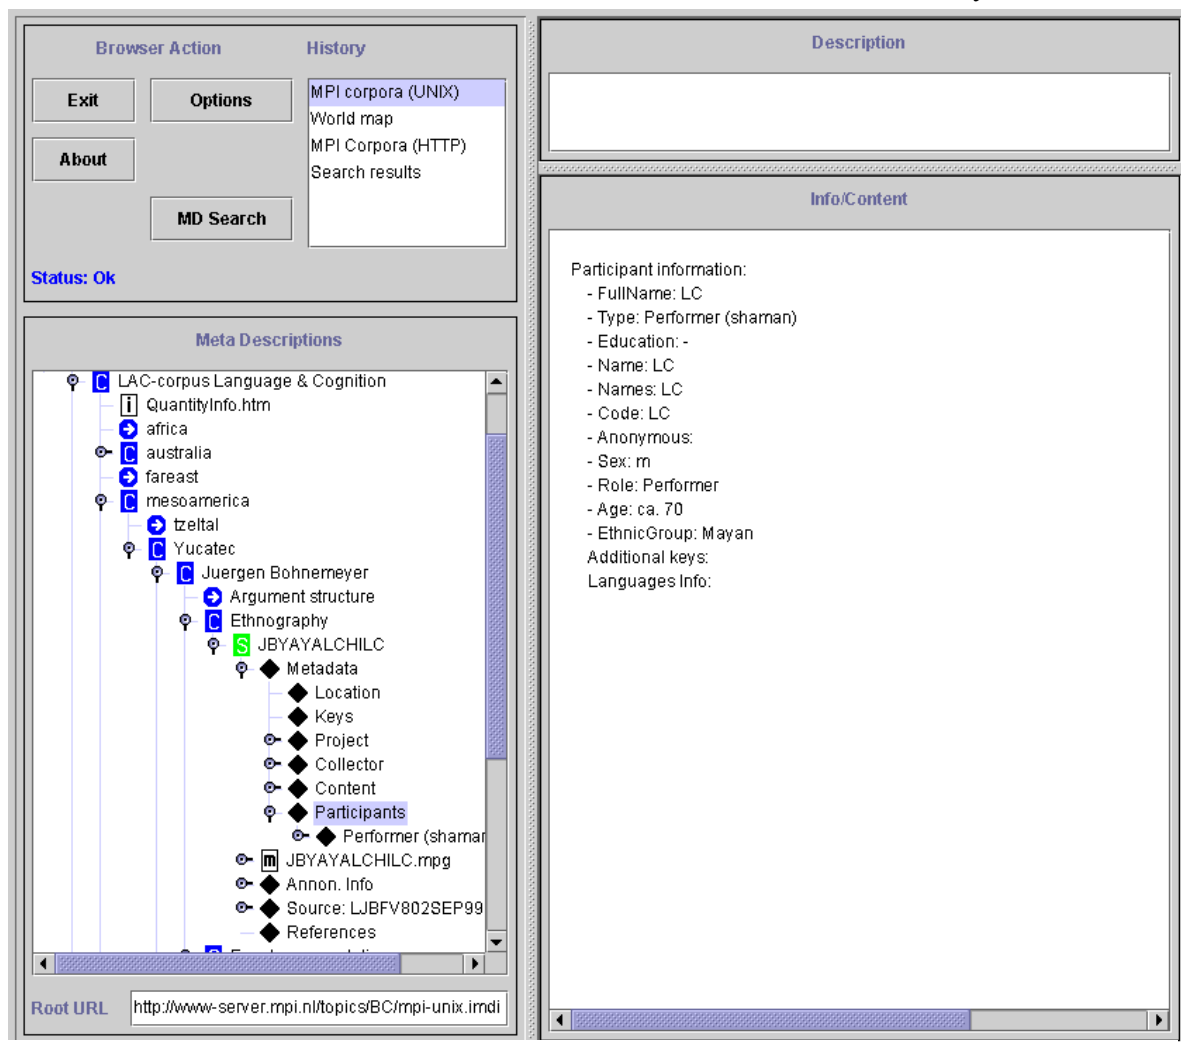 Browser Action
History
Exit
Options
About
MD Search
MPI corpora (UNIX)
World map
MPI Corpora (HTTP)
Search results
Status: Ok
Meta Descriptions
C LAC-corpus Language & Cognition
i QuantityInfo.htm
africa
C australia
fareast
C mesoamerica
tzeltal
C Yucatec
C Juergen Bohnemeyer
Argument structure
C Ethnography
S JBYAYALCHILC
Metadata
Location
Keys
Project
Collector
Content
Participants
Performer (shaman
m JBYAYALCHILC.mpg
Annon. Info
Source: LJBFV802SEP99
References
Root URL
http://www-server.mpi.nl/topics/BC/mpi-unix.imdi
Description
Info/Content
Participant information:
- FullName: LC
- Type: Performer (shaman)
- Education: -
- Name: LC
- Names: LC
- Code: LC
- Anonymous:
- Sex: m
- Role: Performer
- Age: ca. 70
- EthnicGroup: Mayan
Additional keys:
Languages Info: